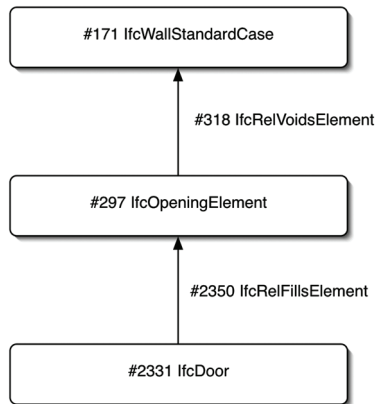 #171 IfcWallStandardCase
#318 IfcRelVoidsElement
#297 IfcOpeningElement
#2350 IfcRelFillsElement
#2331 IfcDoor